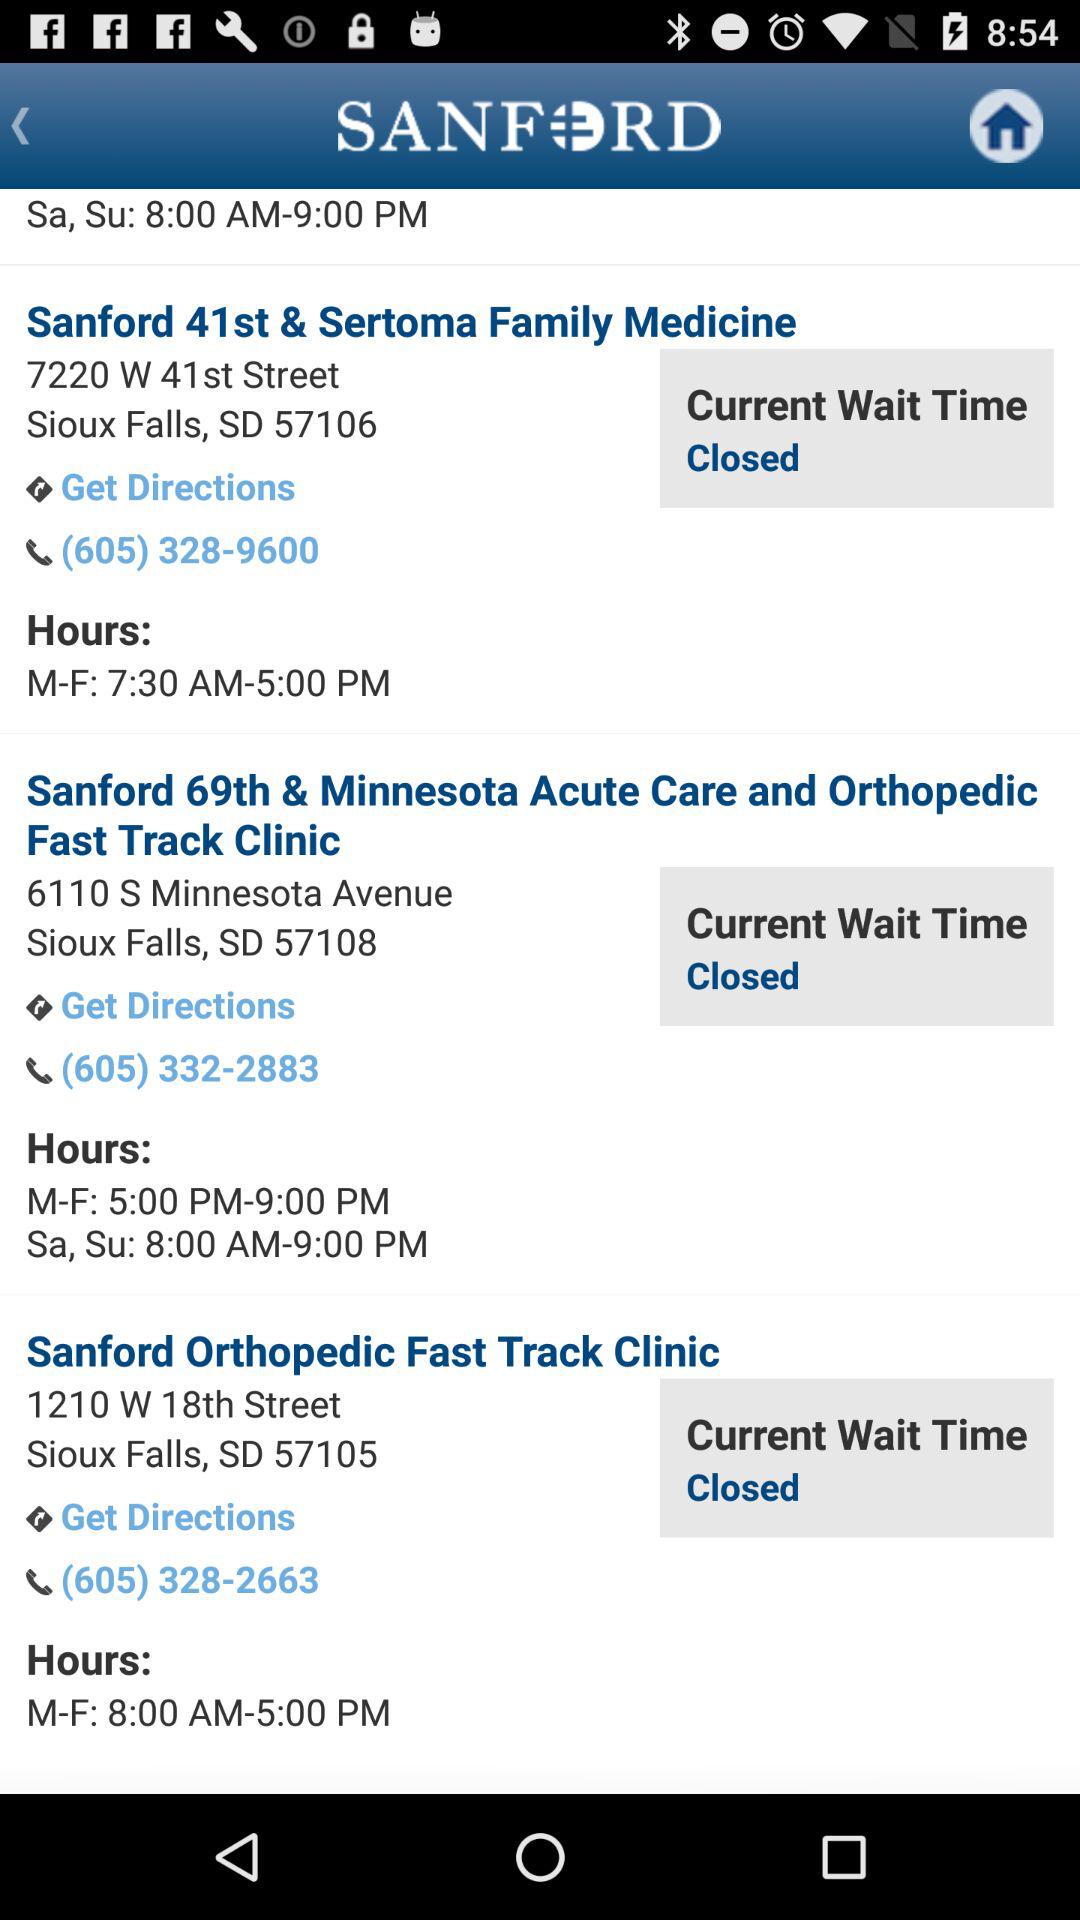 8:54
SANFORD
Sa, Su: 8:00 AM-9:00 PM
Sanford 41st & Sertoma Family Medicine
7220 W 41st Street
Sioux Falls, SD 57106
Current Wait Time
Closed
Get Directions
(605) 328-9600
Hours:
M-F: 7:30 AM-5:00 PM
Sanford 69th & Minnesota Acute Care and Orthopedic
Fast Track Clinic
6110 S Minnesota Avenue
Sioux Falls, SD 57108
Current Wait Time
Closed
Get Directions
(605) 332-2883
Hours:
M-F: 5:00 PM-9:00 PM
Sa, Su: 8:00 AM-9:00 PM
Sanford Orthopedic Fast Track Clinic
1210 W 18th Street
Sioux Falls, SD 57105
Current Wait Time
Closed
Get Directions
(605) 328-2663
Hours:
M-F: 8:00 AM-5:00 PM